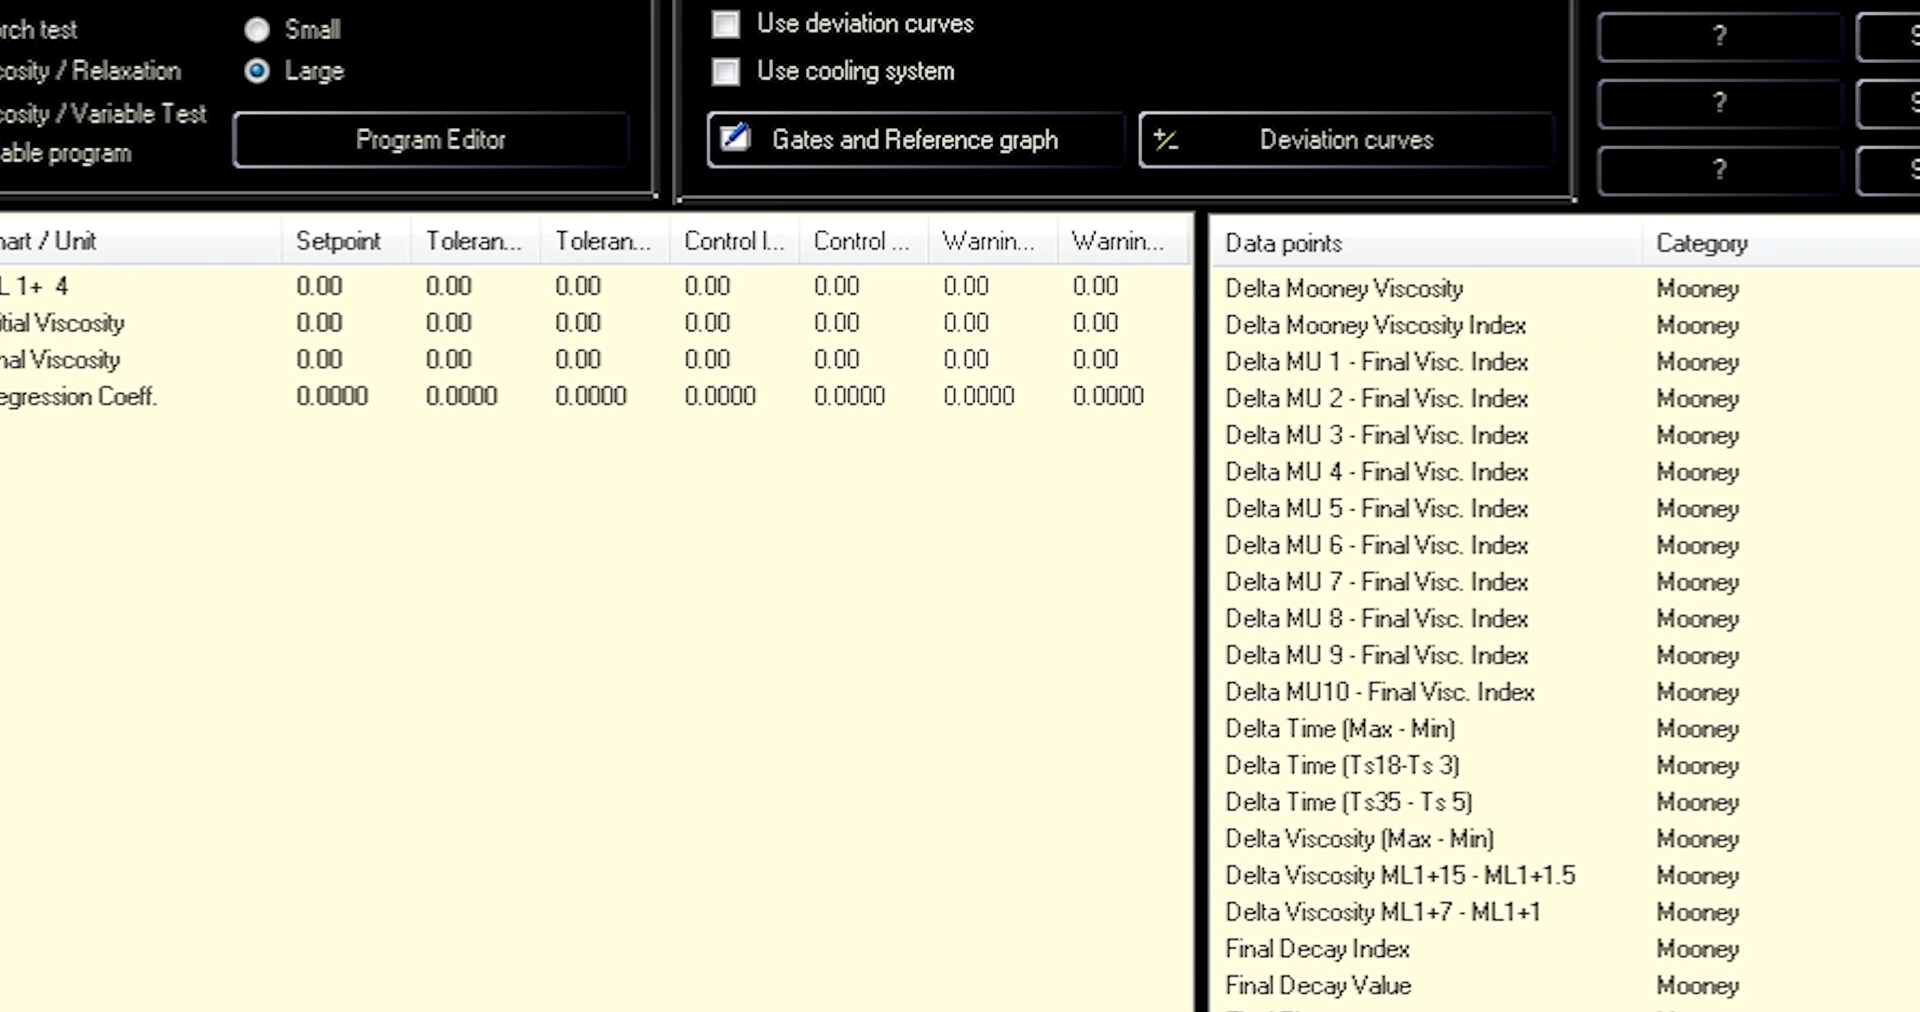 rch test
Small
cosity / Relaxation
Large
cosity / Variable Test
able program
Program Editor
Use deviation curves
Use cooling system
Gates and Reference graph
Deviation curves
?
S
?
S
?
S
art / Unit Setpoint Toleran... Toleran... Control l... Control ... Warnin... Warnin...
L 1+ 4 0.00 0.00 0.00 0.00 0.00 0.00 0.00
tial Viscosity 0.00 0.00 0.00 0.00 0.00 0.00 0.00
nal Viscosity 0.00 0.00 0.00 0.00 0.00 0.00 0.00
egression Coeff. 0.0000 0.0000 0.0000 0.0000 0.0000 0.0000 0.0000
Data points Category
Delta Mooney Viscosity Mooney
Delta Mooney Viscosity Index Mooney
Delta MU 1 - Final Visc. Index Mooney
Delta MU 2 - Final Visc. Index Mooney
Delta MU 3 - Final Visc. Index Mooney
Delta MU 4 - Final Visc. Index Mooney
Delta MU 5 - Final Visc. Index Mooney
Delta MU 6 - Final Visc. Index Mooney
Delta MU 7 - Final Visc. Index Mooney
Delta MU 8 - Final Visc. Index Mooney
Delta MU 9 - Final Visc. Index Mooney
Delta MU10 - Final Visc. Index Mooney
Delta Time (Max - Min) Mooney
Delta Time (Ts18-Ts 3) Mooney
Delta Time (Ts35 - Ts 5) Mooney
Delta Viscosity (Max - Min) Mooney
Delta Viscosity ML1+15 - ML1+1.5 Mooney
Delta Viscosity ML1+7 - ML1+1 Mooney
Final Decay Index Mooney
Final Decay Value Mooney